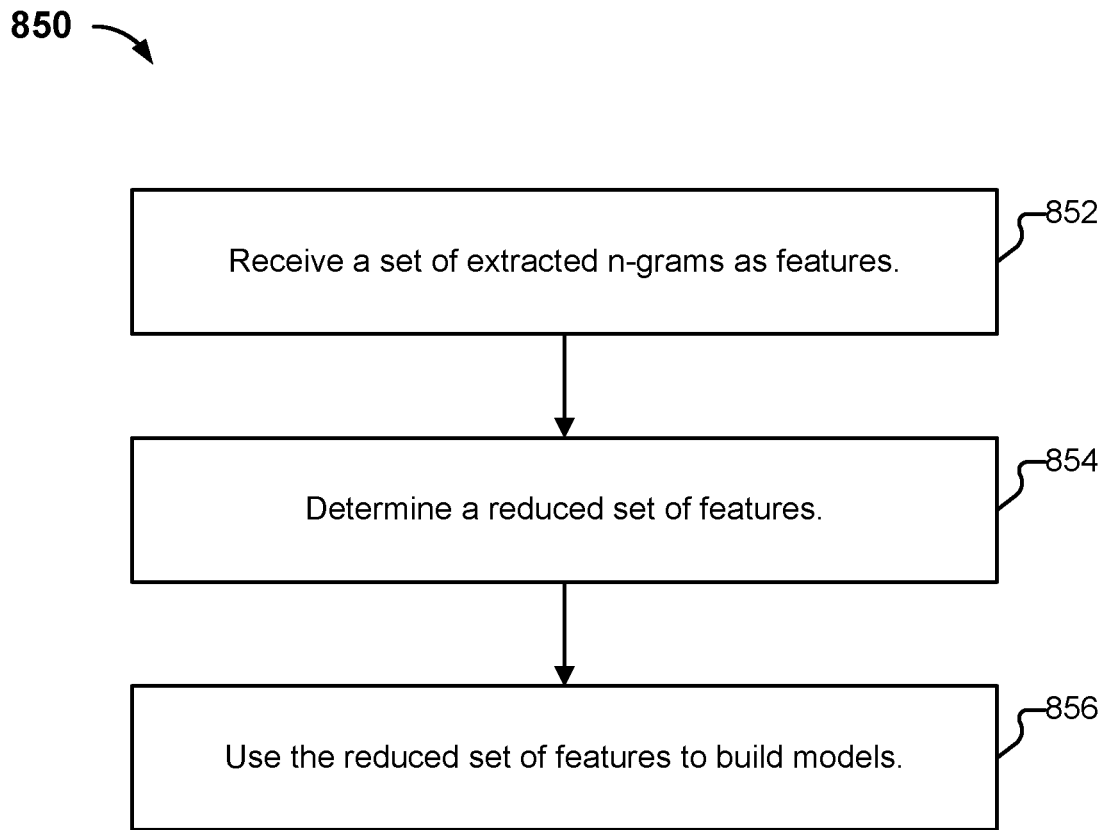 850
852
Receive a set of extracted n-grams as features.
854
Determine a reduced set of features.
856
Use the reduced set of features to build models.